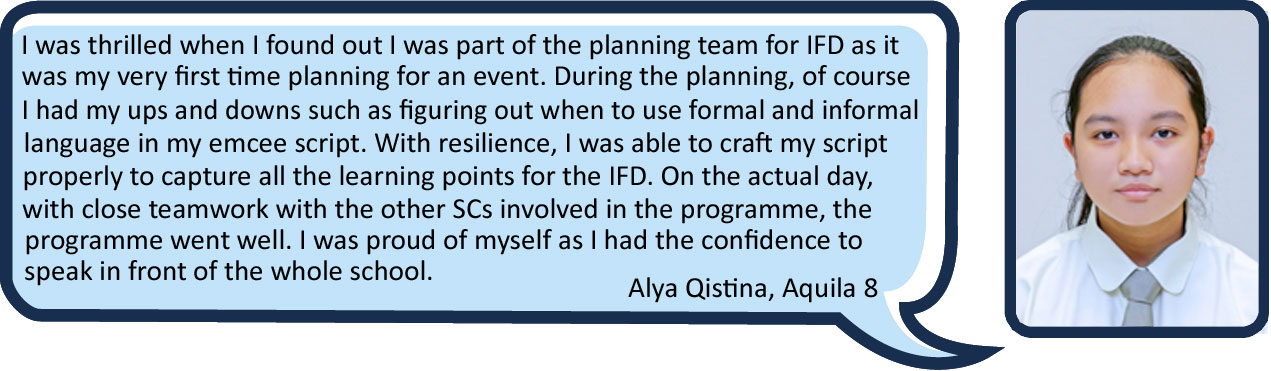 I was thrilled when I found out I was part of the planning team for IFD as it
was my very first time planning for an event. During the planning, of course
I had my ups and downs such as figuring out when to use formal and informal
language in my emcee script. With resilience, I was able to craft my script
properly to capture all the learning points for the IFD. On the actual day,
with close teamwork with the other SCs involved in the programme, the
programme went well. I was proud of myself as I had the confidence to
speak in front of the whole school.
Alya Qistina, Aquila 8